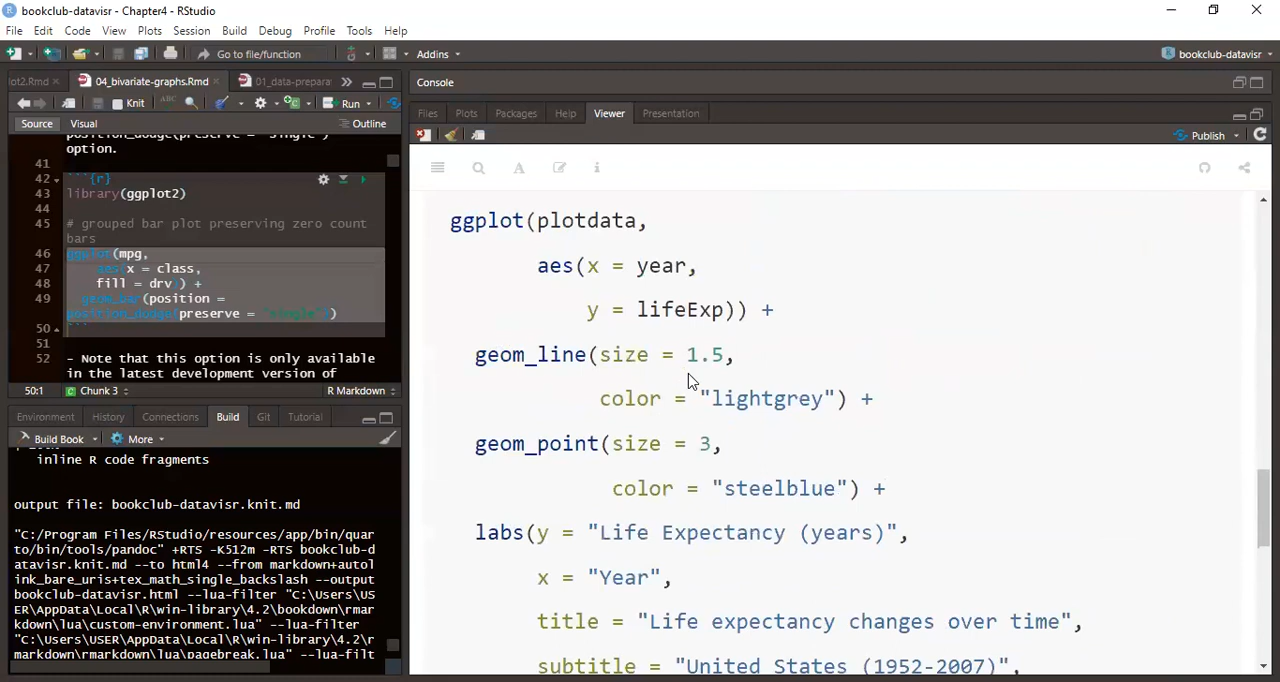 bookclub-datavisr - Chapter4 - RStudio
File Edit Code View Plots Session Build Debug Profile Tools Help
Go to file/function Addins bookclub-datavisr
lot2.Rmd 04_bivariate-graphs.Rmd 01_data-prepara
Knit ABC Run
Source Visual Outline
option.
41
42 ```{r}
43 library(ggplot2)
44
45 # grouped bar plot preserving zero count
bars
46 ggplot(mpg,
47 aes(x = class,
48 fill = drv)) +
49 geom_bar(position =
position_dodge(preserve = "single"))
50 ```
51
52 - Note that this option is only available
in the latest development version of
50:1 Chunk 3 R Markdown
Environment History Connections Build Git Tutorial
Build Book More
inline R code fragments
output file: bookclub-datavisr.knit.md
"C:/Program Files/RStudio/resources/app/bin/quar
to/bin/tools/pandoc" +RTS -K512m -RTS bookclub-d
atavisr.knit.md --to html4 --from markdown+autol
ink_bare_uris+tex_math_single_backslash --output
bookclub-datavisr.html --lua-filter "C:\Users\US
ER\AppData\Local\R\win-library\4.2\bookdown\rmar
kdown\lua\custom-environment.lua" --lua-filter
"C:\Users\USER\AppData\Local\R\win-library\4.2\r
markdown\rmarkdown\lua\pagebreak.lua" --lua-filt
Console
Files Plots Packages Help Viewer Presentation
Publish
ggplot(plotdata,
aes(x = year,
y = lifeExp)) +
geom_line(size = 1.5,
color = "lightgrey") +
geom_point(size = 3,
color = "steelblue") +
labs(y = "Life Expectancy (years)",
x = "Year",
title = "Life expectancy changes over time",
subtitle = "United States (1952-2007)",